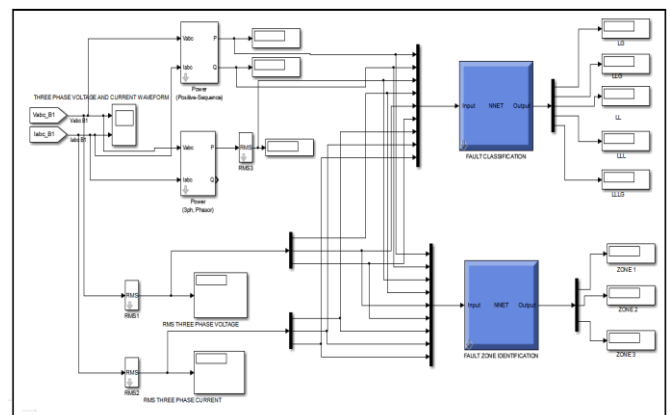 Vabc
P
Iabc
Q
Power
(Positive-Sequence)
THREE PHASE VOLTAGE AND CURRENT WAVEFORM
Vabc_B1
Vabc B1
Iabc_B1
Iabc B1
Vabc
P
Iabc
Q
Power
(3ph, Phasor)
RMS
RMS3
Input
NNET
Output
FAULT CLASSIFICATION
LG
LLG
LL
LLL
LLLG
RMS
RMS1
RMS THREE PHASE VOLTAGE
RMS
RMS2
RMS THREE PHASE CURRENT
Input
NNET
Output
FAULT ZONE IDENTIFICATION
ZONE 1
ZONE 2
ZONE 3